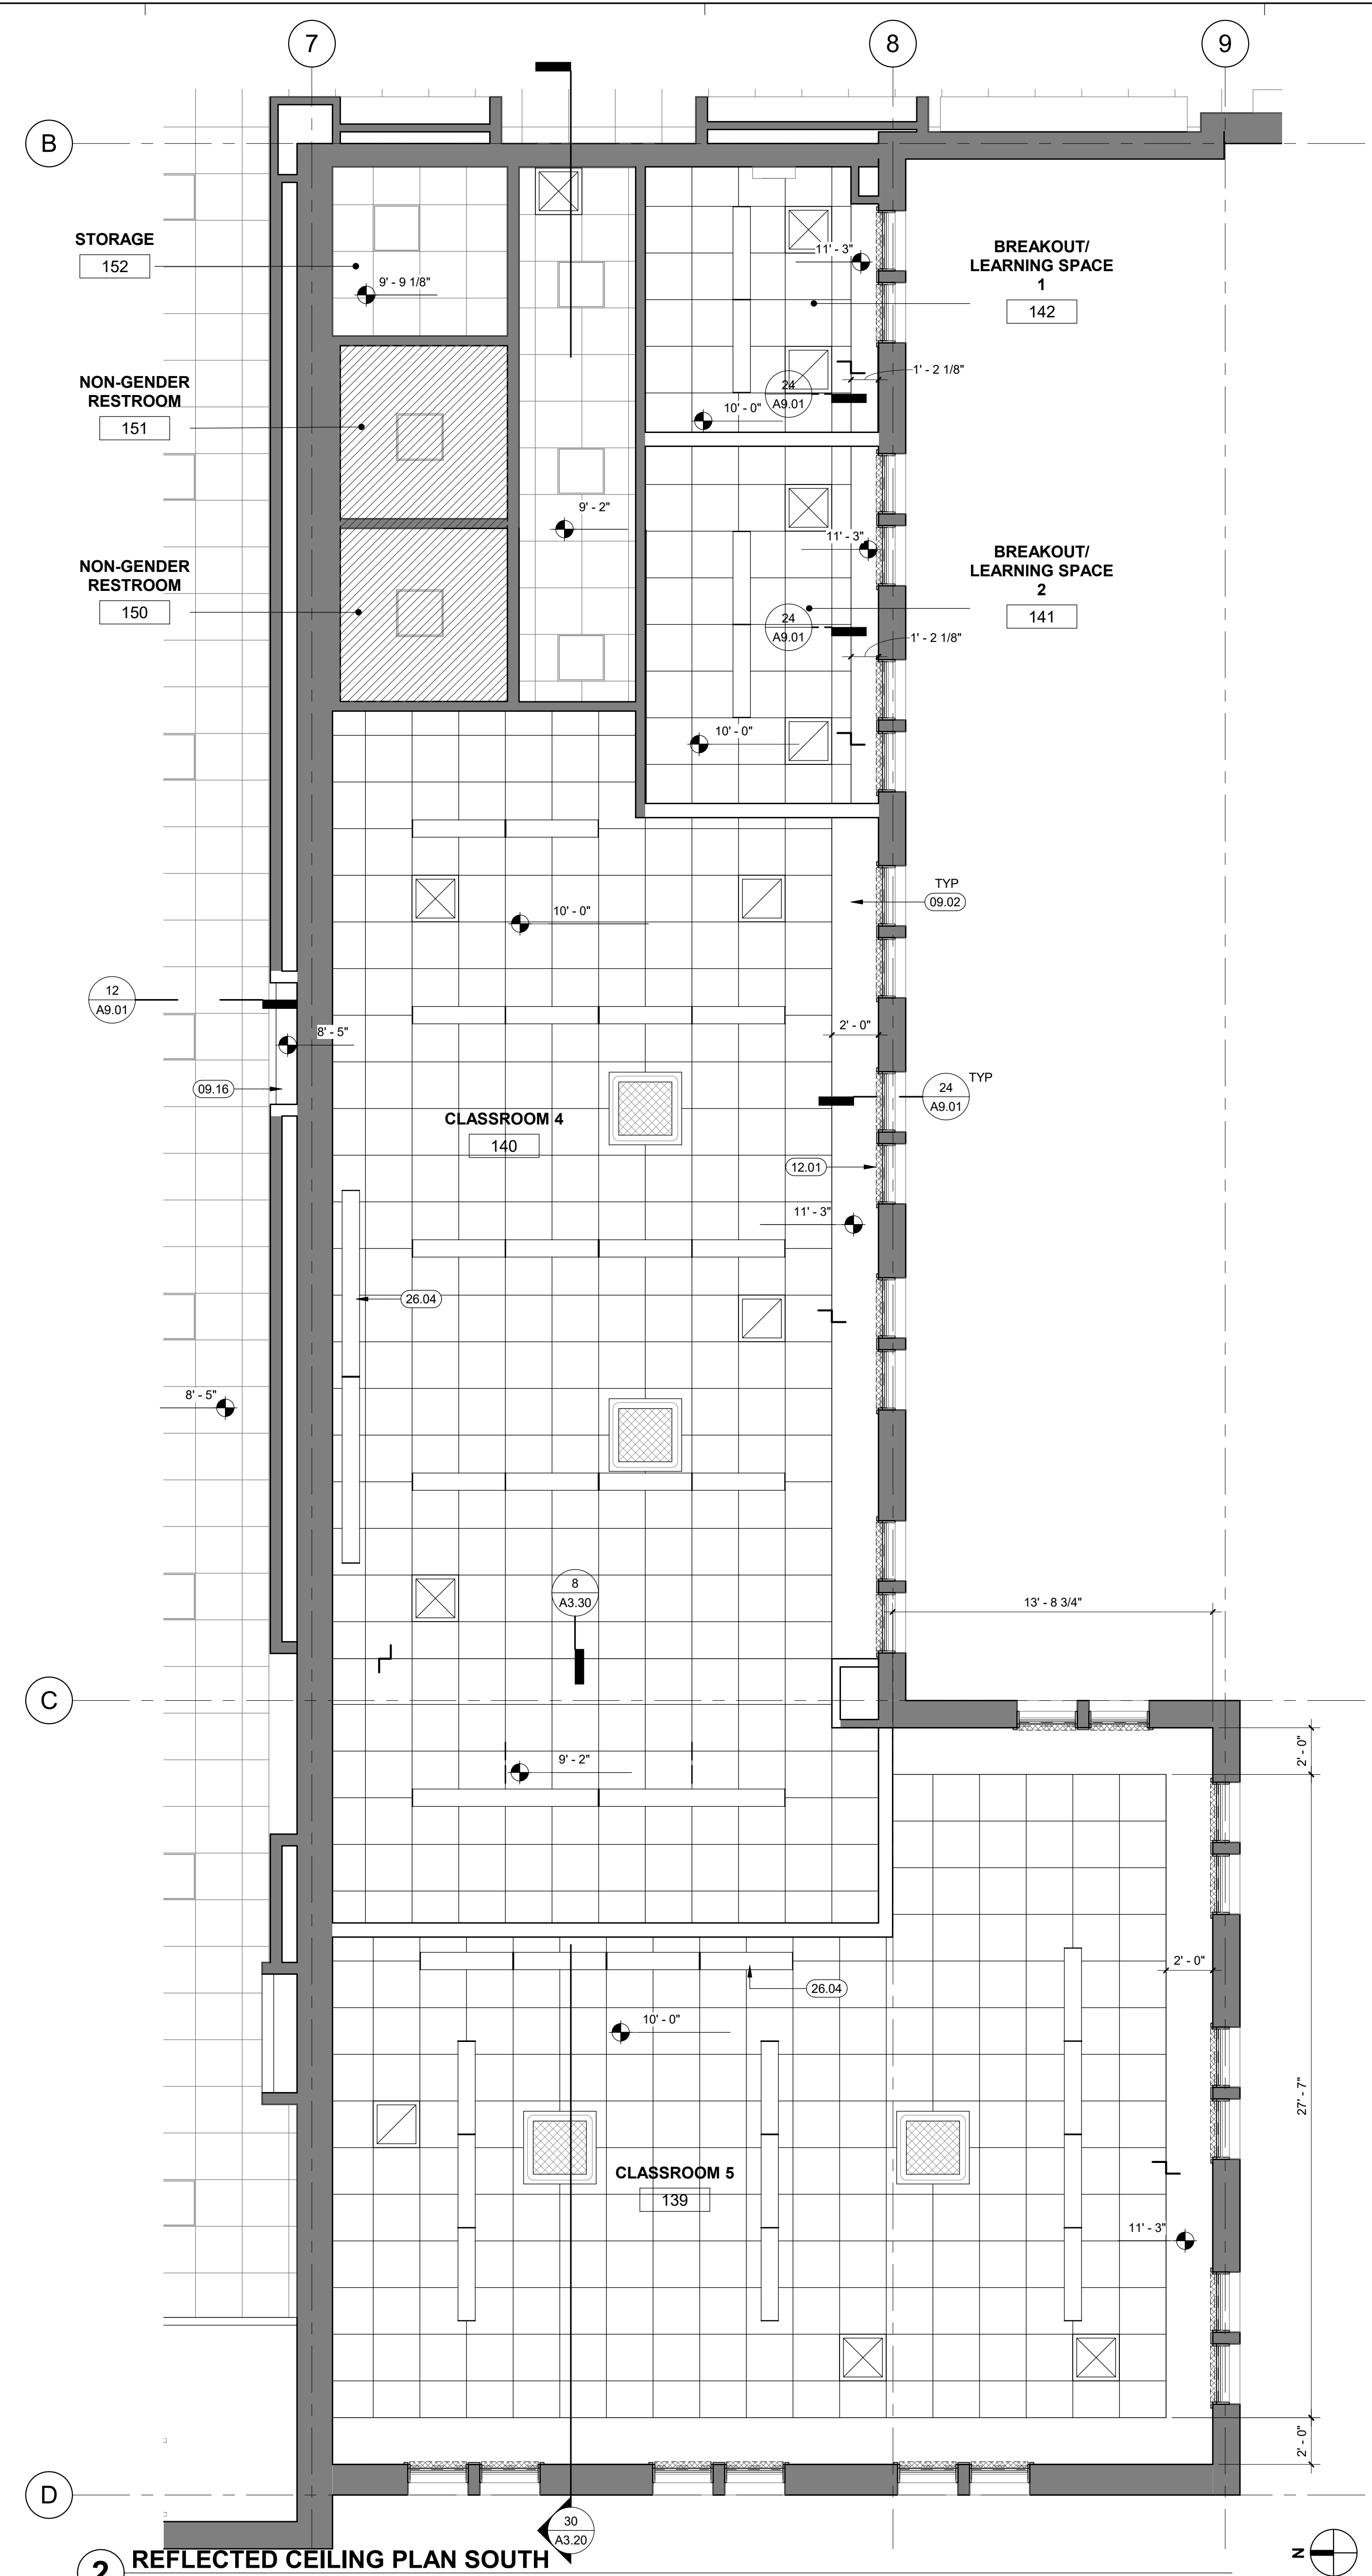 7
8
9
B
STORAGE
152
9' - 9 1/8"
11' - 3"
BREAKOUT/
LEARNING SPACE
1
142
NON-GENDER
RESTROOM
151
1' - 2 1/8"
24
A9.01
10' - 0"
9' - 2"
11' - 3"
BREAKOUT/
LEARNING SPACE
2
141
NON-GENDER
RESTROOM
150
24
A9.01
1' - 2 1/8"
10' - 0"
TYP
09.02
10' - 0"
12
A9.01
8' - 5"
2' - 0"
09.16
24
A9.01
TYP
CLASSROOM 4
140
12.01
11' - 3"
26.04
8' - 5"
8
A3.30
13' - 8 3/4"
C
9' - 2"
2' - 0"
2' - 0"
26.04
10' - 0"
27' - 7"
CLASSROOM 5
139
11' - 3"
2' - 0"
D
30
A3.20
N
2
REFLECTED CEILING PLAN SOUTH